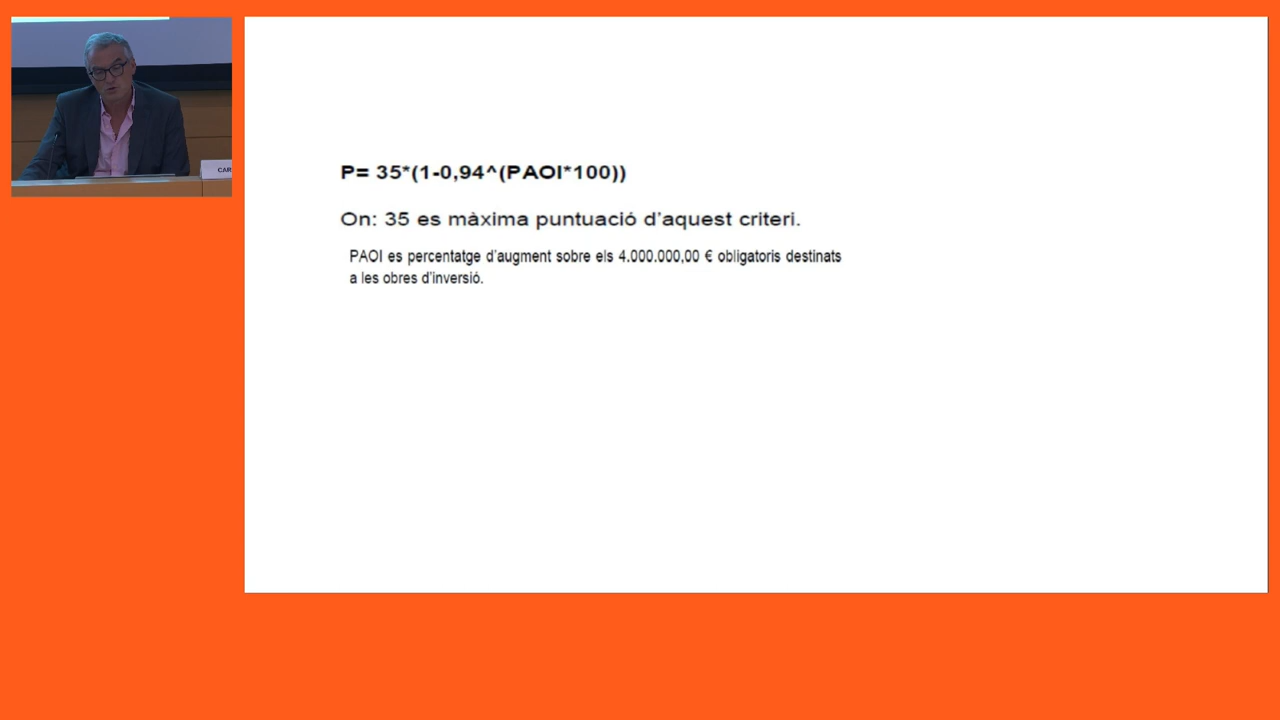 CAR
P= 35*(1-0,94^(PAOI*100))
On: 35 es màxima puntuació d'aquest criteri.
PAOI es percentatge d'augment sobre els 4.000.000,00 € obligatoris destinats
a les obres d'inversió.